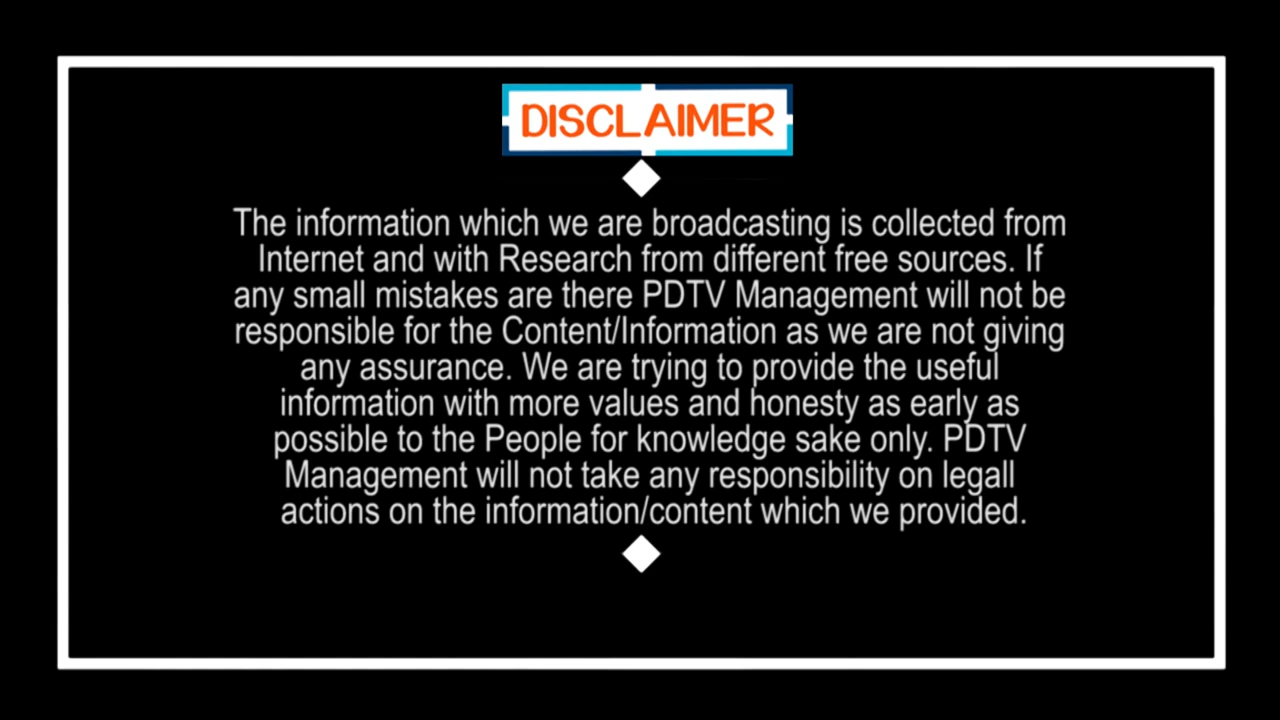 DISCLAIMER
The information which we are broadcasting is collected from
Internet and with Research from different free sources. If
any small mistakes are there PDTV Management will not be
responsible for the Content/Information as we are not giving
any assurance. We are trying to provide the useful
information with more values and honesty as early as
possible to the People for knowledge sake only. PDTV
Management will not take any responsibility on legall
actions on the information/content which we provided.